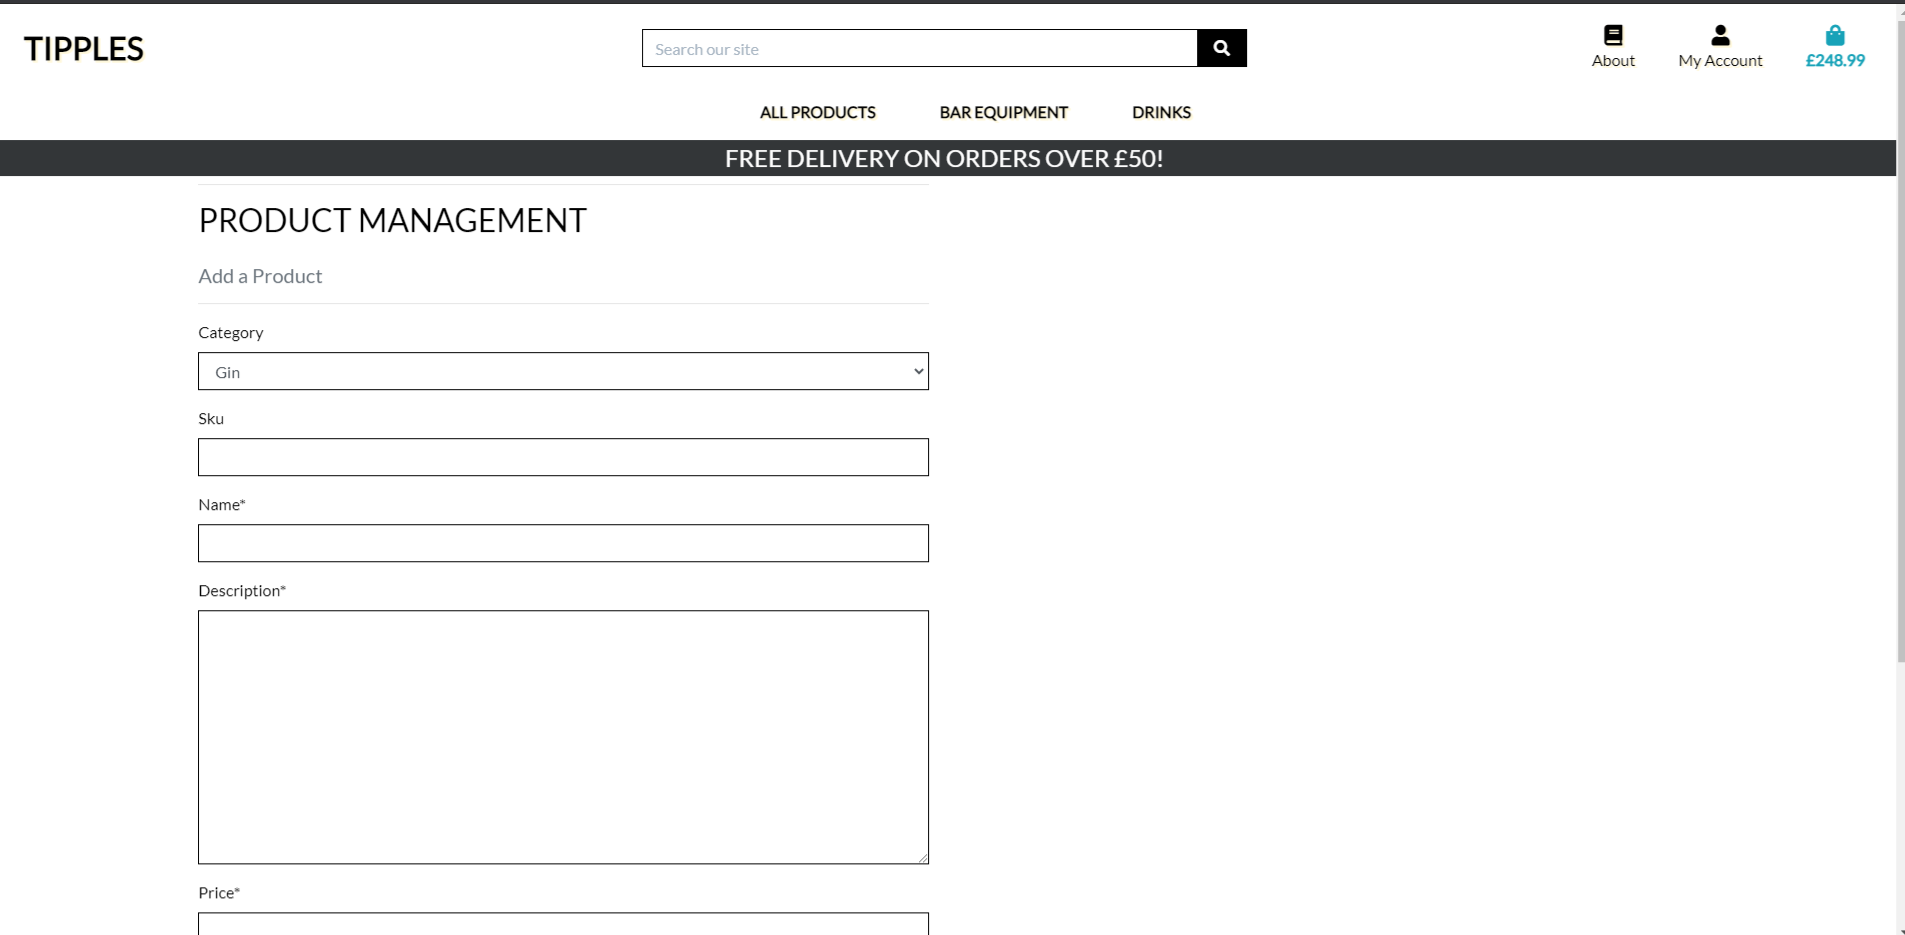 TIPPLES
Search our site
About
My Account
£248.99
ALL PRODUCTS
BAR EQUIPMENT
DRINKS
FREE DELIVERY ON ORDERS OVER £50!
PRODUCT MANAGEMENT
Add a Product
Category
Gin
Sku
Name*
Description*
Price*